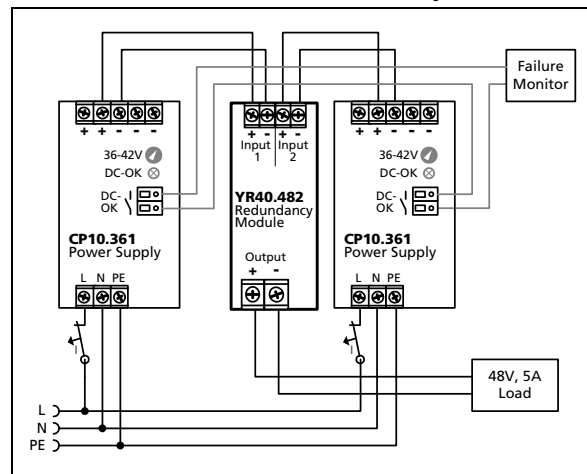 Failure
Monitor
+ + - - -
36-42V
DC-OK
DC-
OK
CP10.361
Power Supply
L N PE
+ - + -
Input Input
1 2
YR40.482
Redundancy
Module
Output
+ -
+ + - - -
36-42V
DC-OK
DC-
OK
CP10.361
Power Supply
L N PE
I
I
48V, 5A
Load
L
N
PE